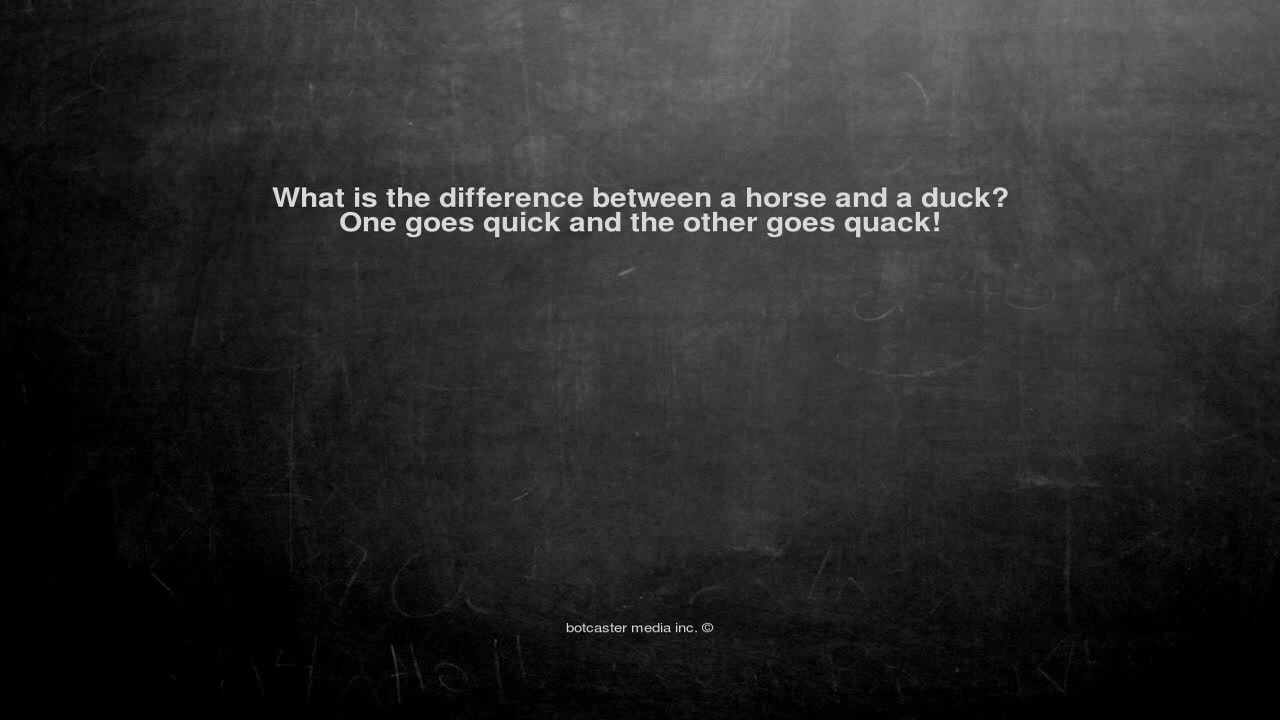 What is the difference between a horse and a duck?
One goes quick and the other goes quack!
botcaster media inc. ©